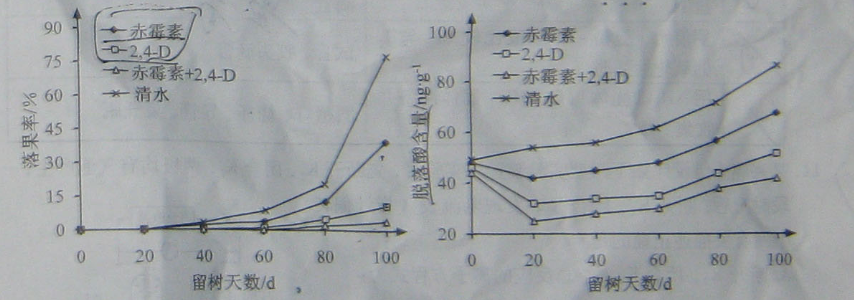 落果率/%
90
75
60
45
30
15
0
赤霉素
2,4-D
赤霉素+2,4-D
清水
0 20 40 60 80 100
留树天数/d
脱落酸含量/ng·g⁻¹
100
80
60
40
20
赤霉素
2,4-D
赤霉素+2,4-D
清水
0 20 40 60 80 100
留树天数/d